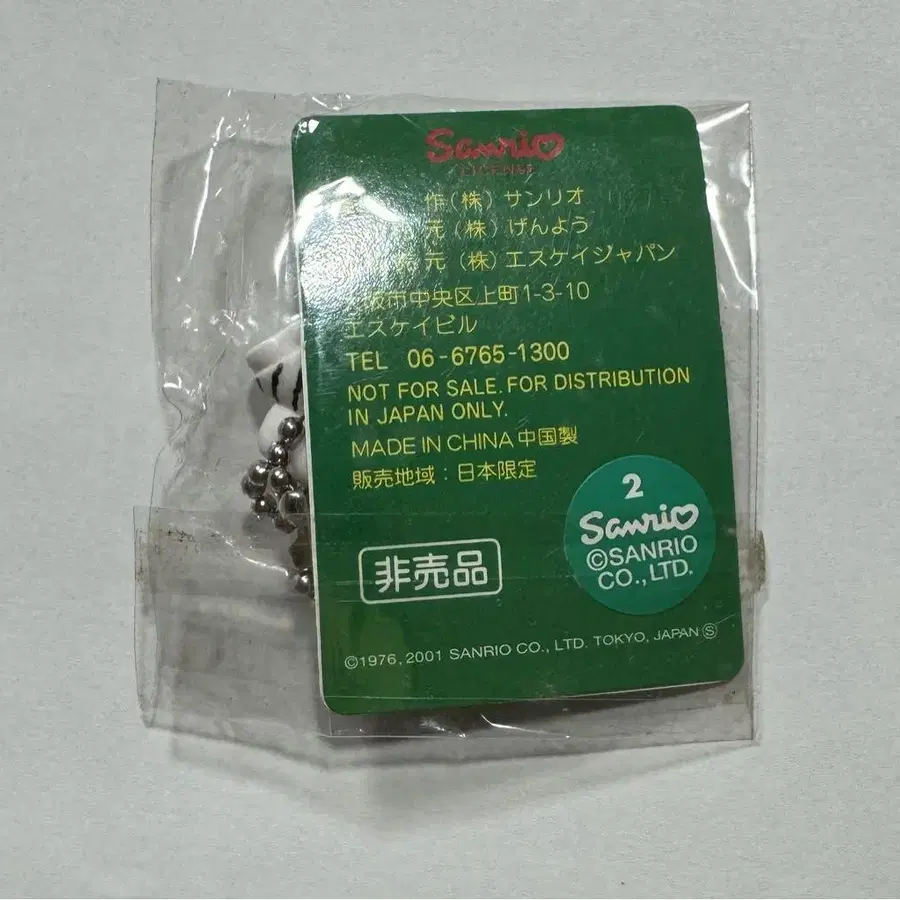 Sanrio
LICENSE
作(株)サンリオ
元(株)げんよう
元(株)エスケイジャパン
大阪市中央区上町1-3-10
エスケイビル
TEL 06-6765-1300
NOT FOR SALE. FOR DISTRIBUTION
IN JAPAN ONLY.
MADE IN CHINA 中国製
販売地域：日本限定
2
Sanrio
©SANRIO
CO., LTD.
非売品
©1976, 2001 SANRIO CO., LTD. TOKYO, JAPAN Ⓢ